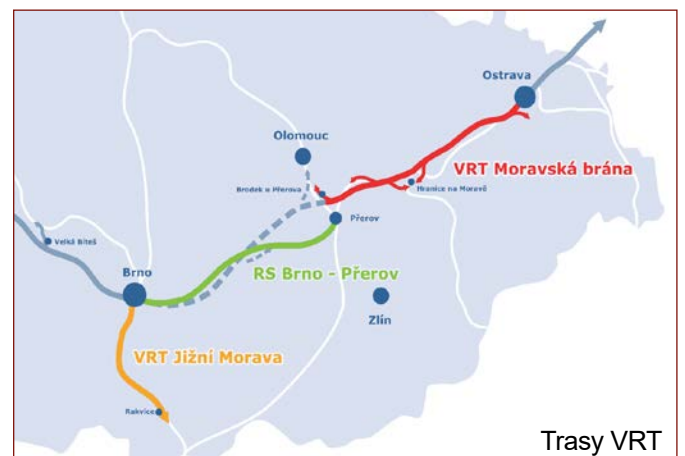 Ostrava
Olomouc
VRT Moravská brána
Brodek u Přerova
Hranice na Moravě
Přerov
Velká Bíteš
RS Brno - Přerov
Brno
Zlín
VRT Jižní Morava
Rakvice
Trasy VRT